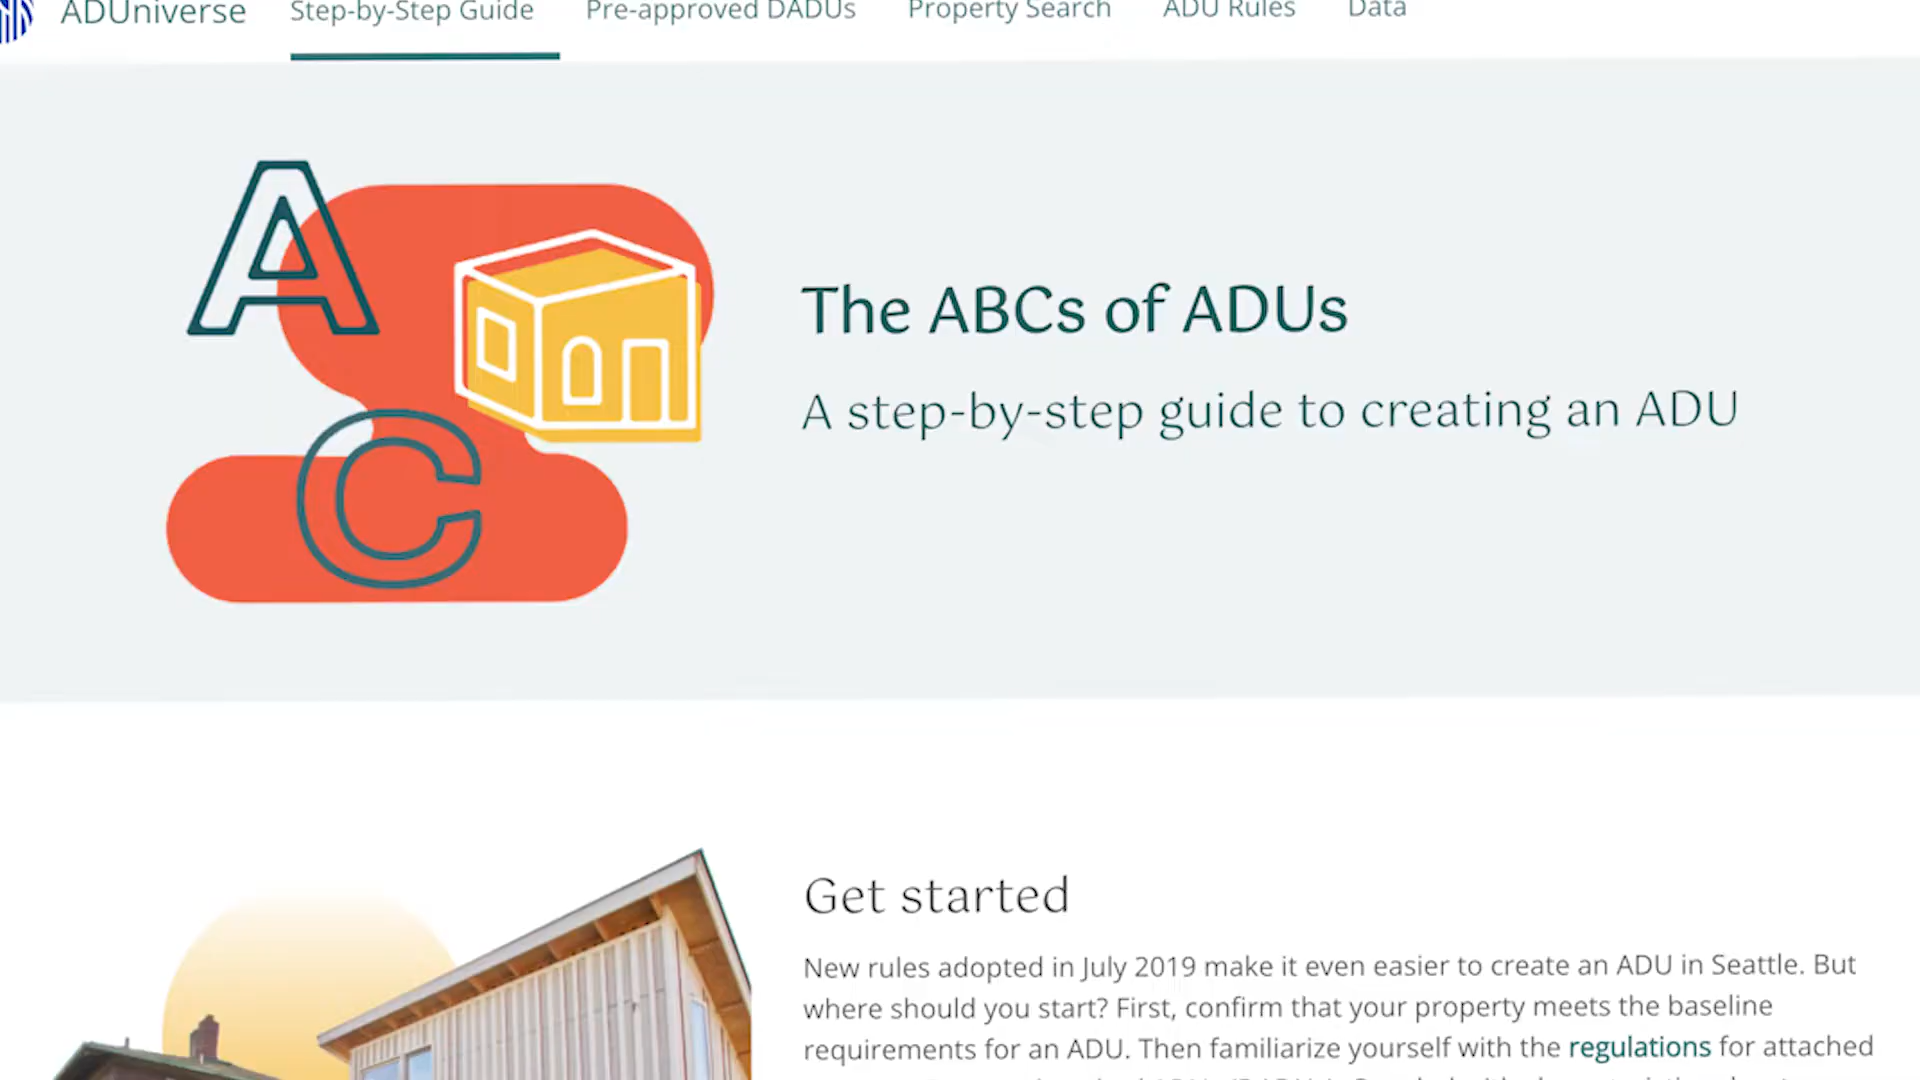 ADUniverse Step-by-Step Guide Pre-approved DADUs Property Search ADU Rules Data
A
C
The ABCs of ADUs
A step-by-step guide to creating an ADU
Get started
New rules adopted in July 2019 make it even easier to create an ADU in Seattle. But
where should you start? First, confirm that your property meets the baseline
requirements for an ADU. Then familiarize yourself with the regulations for attached